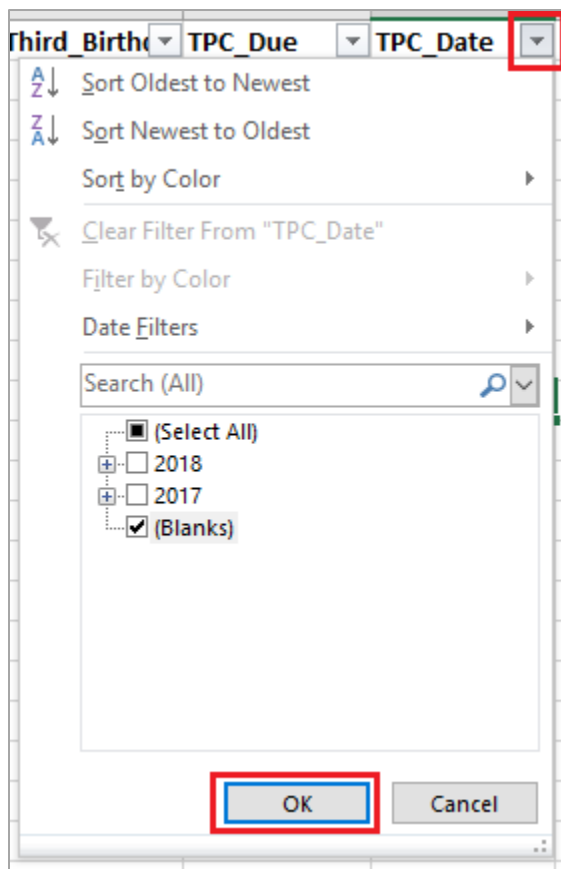 Third_Birthd TPC_Due TPC_Date
Sort Oldest to Newest
Sort Newest to Oldest
Sort by Color
Clear Filter From "TPC_Date"
Filter by Color
Date Filters
Search (All)
(Select All)
2018
2017
(Blanks)
OK Cancel